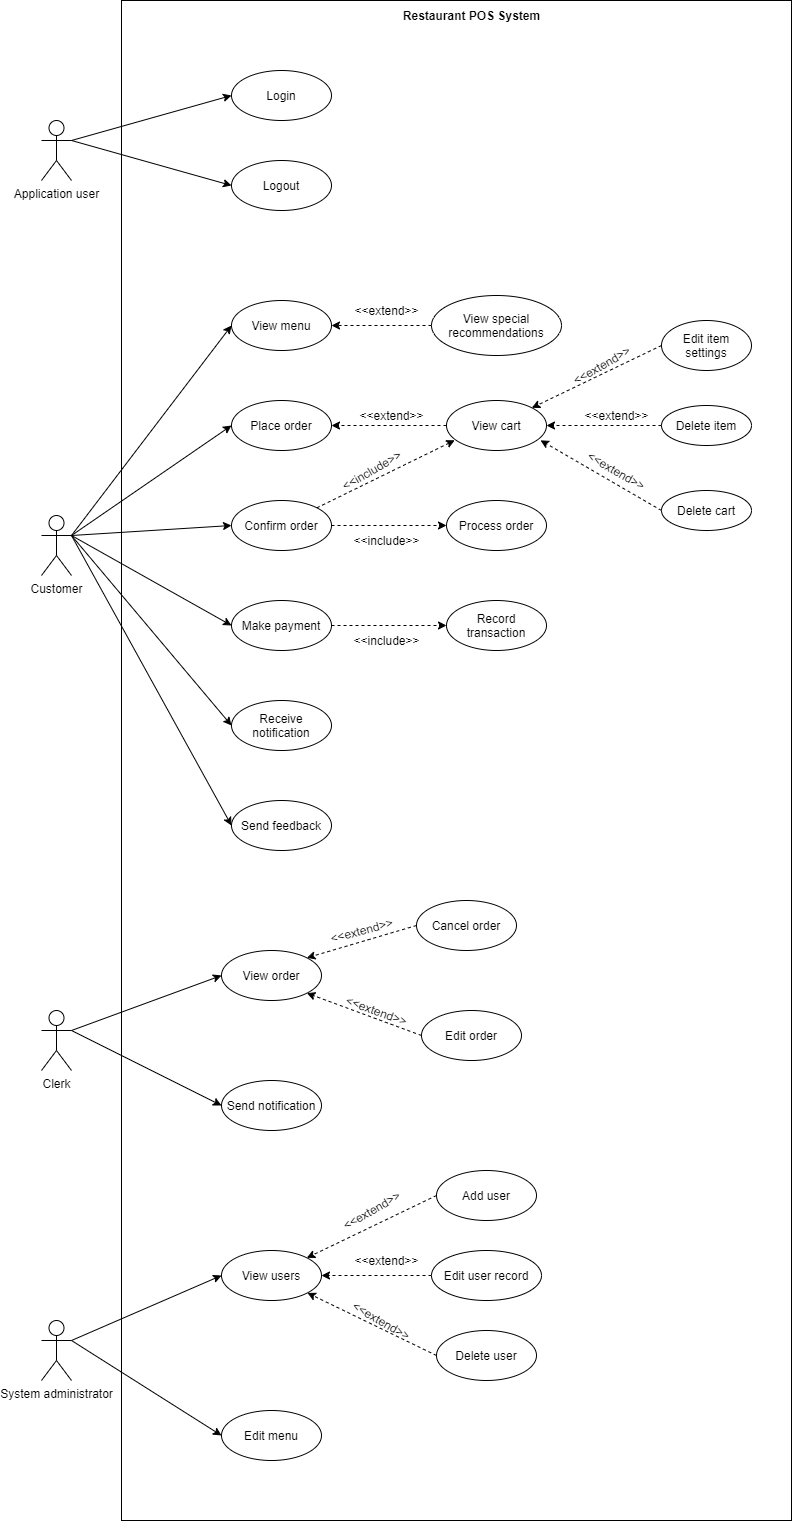 Restaurant POS System
Login
Application user
Logout
View menu
<<extend>>
View special
recommendations
Edit item
settings
<<extend>>
Place order
<<extend>>
View cart
<<extend>>
Delete item
<<include>>
<<extend>>
Delete cart
Confirm order
<<include>>
Process order
Customer
Make payment
<<include>>
Record
transaction
Receive
notification
Send feedback
Cancel order
<<extend>>
View order
<<extend>>
Edit order
Clerk
Send notification
Add user
<<extend>>
View users
<<extend>>
Edit user record
<<extend>>
Delete user
System administrator
Edit menu